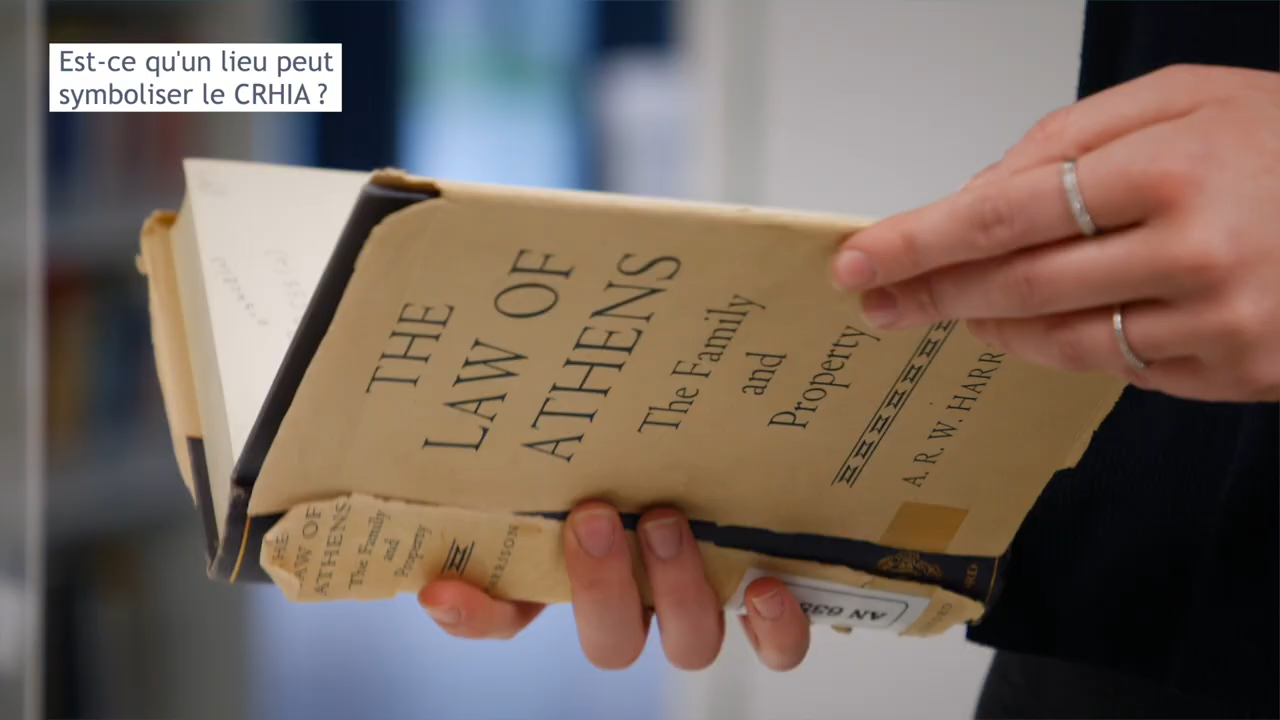 Est-ce qu'un lieu peut
symboliser le CRHIA ?
THE
LAW OF
ATHENS
The Family
and
Property
A. R. W. HARR
LAW OF
ATHENS
The Family
and
Property
AN 63